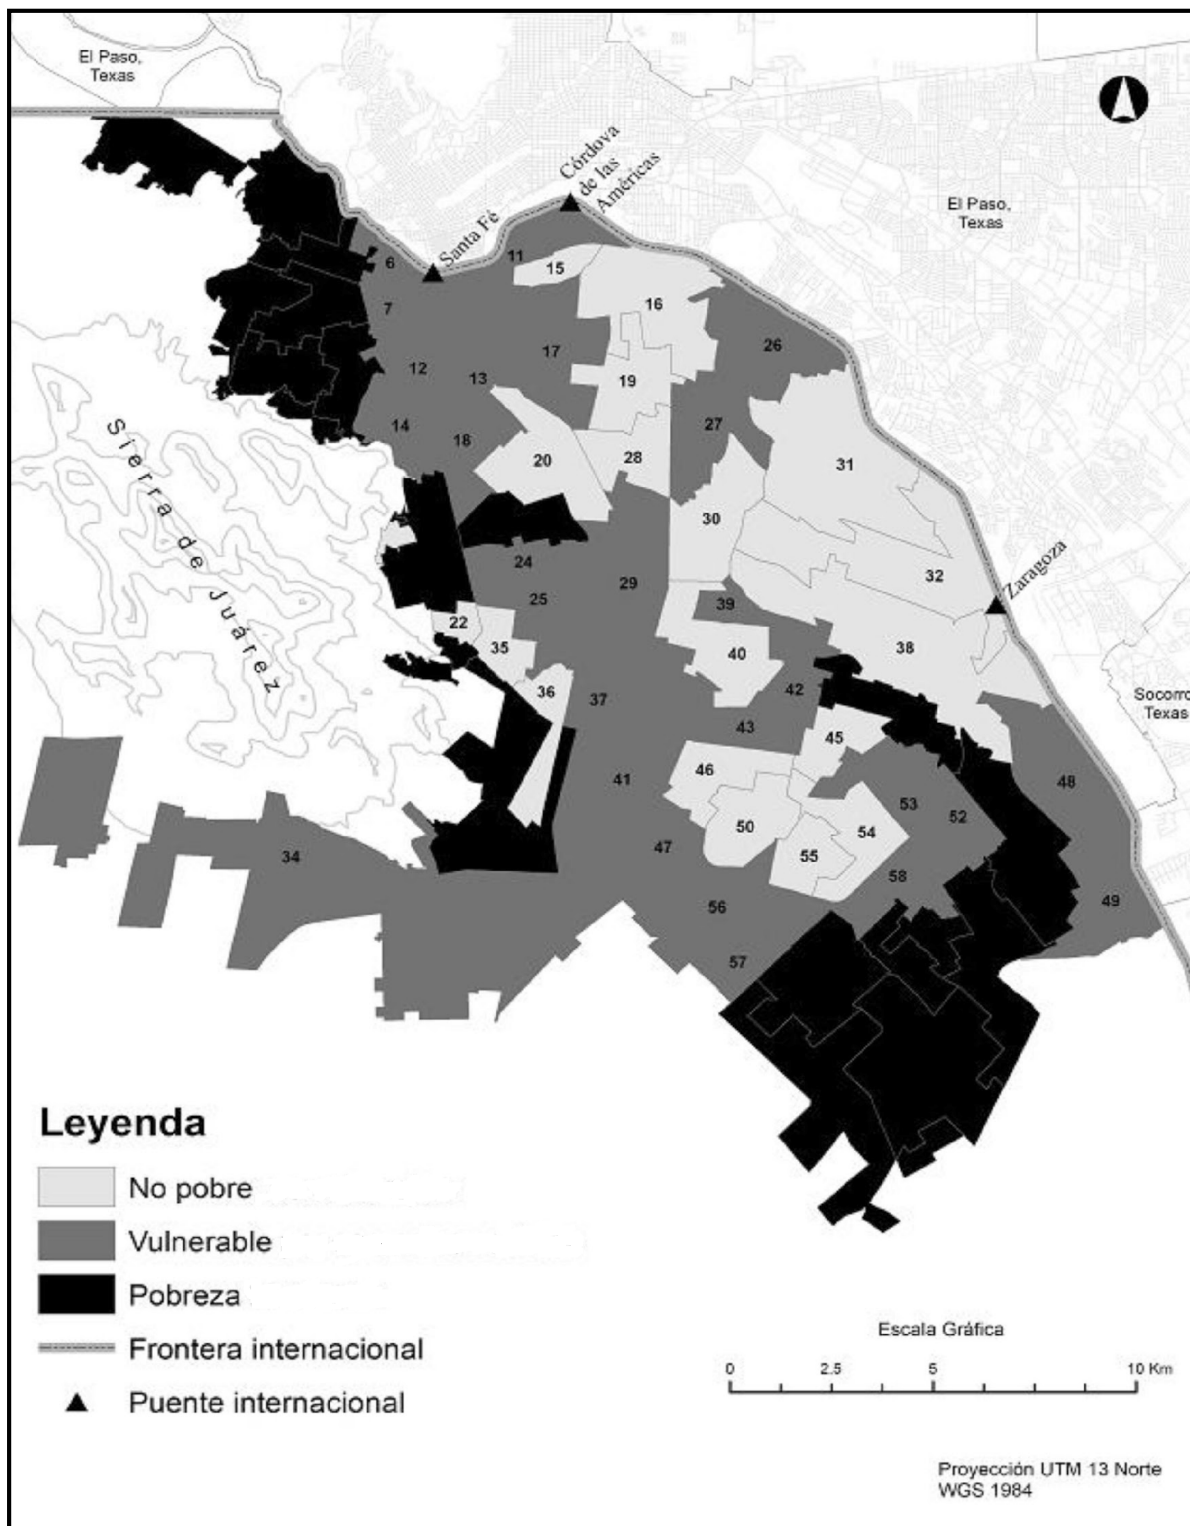 El Paso,
Texas
Córdova
de las
Américas
El Paso,
Texas
Santa Fé
6
11
15
7
16
26
17
12
13
19
14
18
27
20
28
31
30
24
29
32
25
39
Zaragoza
22
35
40
38
36
37
42
43
45
Socorro
Texas
46
41
48
53
52
50
54
47
55
34
58
49
56
57
Sierra de Juárez
Leyenda
No pobre
Vulnerable
Pobreza
Frontera internacional
Puente internacional
Escala Gráfica
0 2.5 5 10 Km
Proyección UTM 13 Norte
WGS 1984